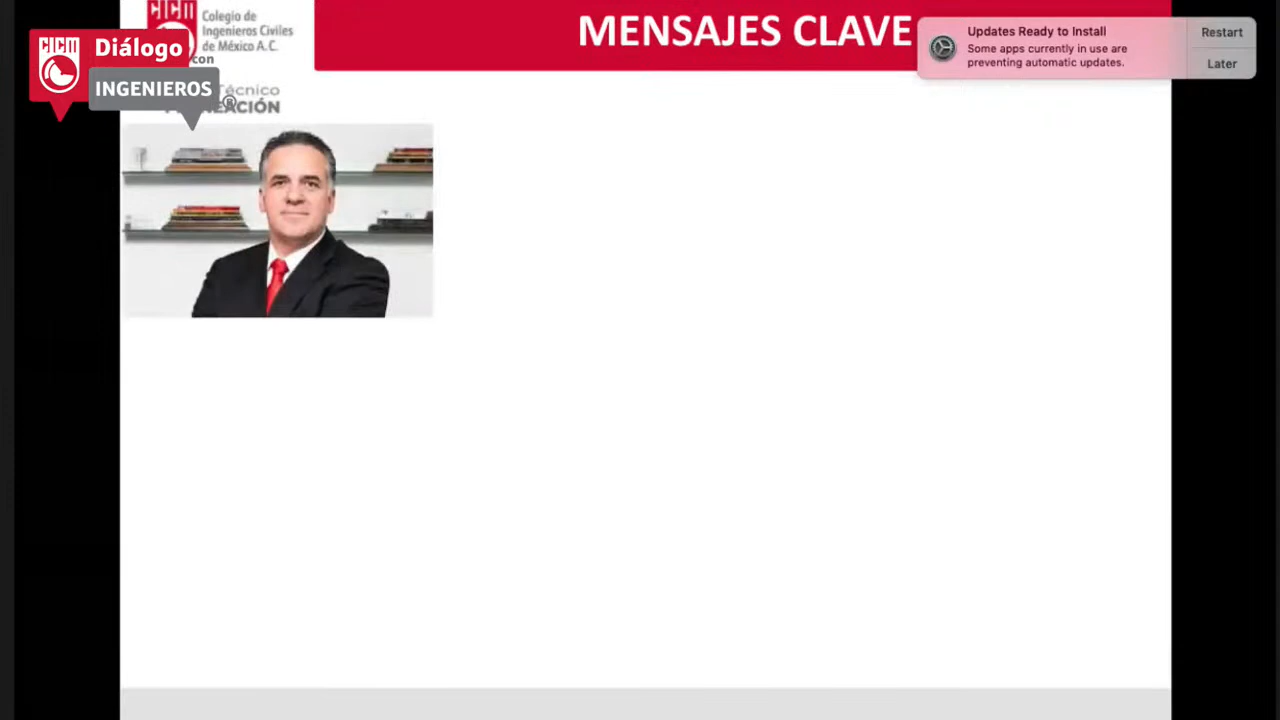 CICM
Colegio de
Ingenieros Civiles
de México A.C.
MENSAJES CLAVE
CICM
Diálogo
con
INGENIEROS
®
Updates Ready to Install
Some apps currently in use are
preventing automatic updates.
Restart
Later